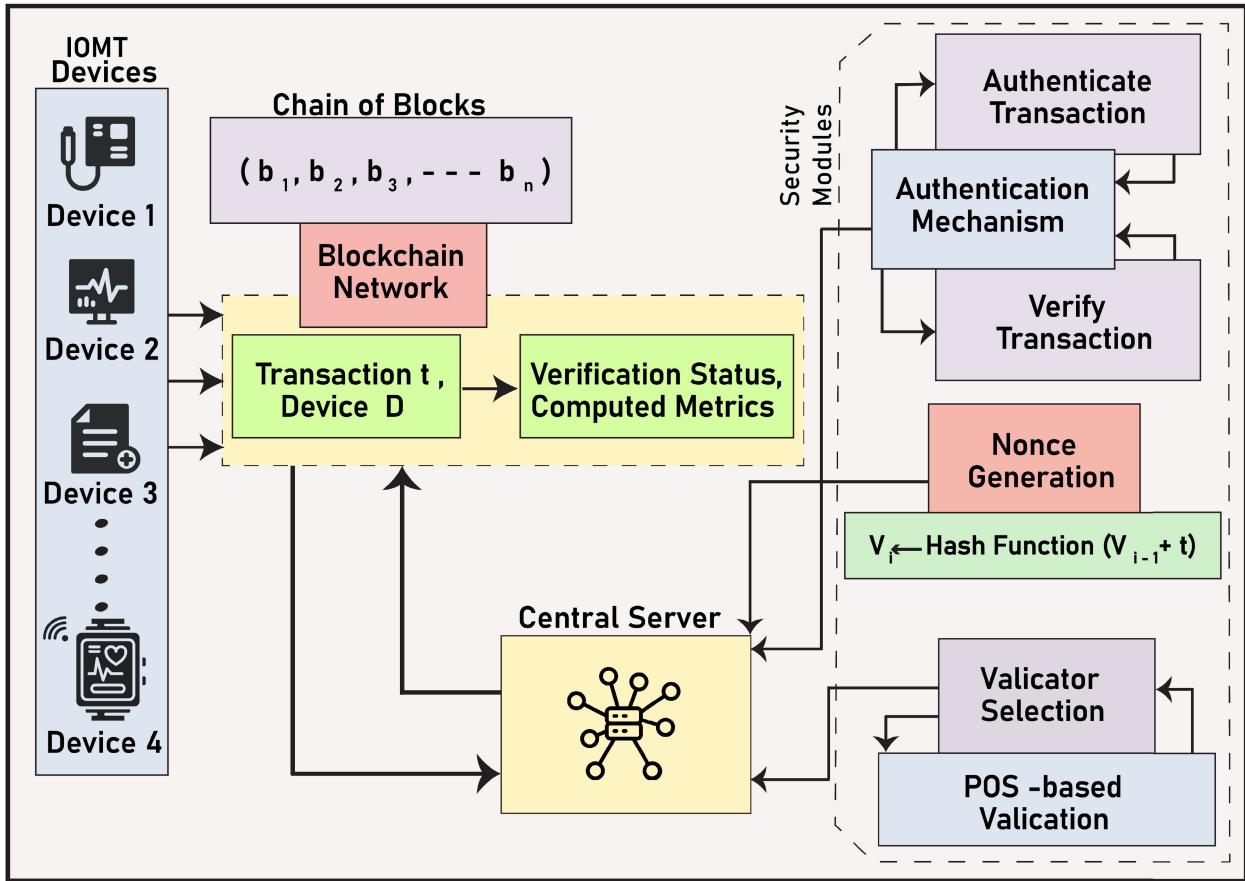 IOMT
Devices
Device 1
Device 2
Device 3
Device 4
Chain of Blocks
( b 1 , b 2 , b 3 , - - - b n )
Blockchain
Network
Transaction t ,
Device D
Verification Status,
Computed Metrics
Central Server
Security
Modules
Authenticate
Transaction
Authentication
Mechanism
Verify
Transaction
Nonce
Generation
V i ← Hash Function (V i - 1 + t)
Valicator
Selection
POS -based
Valication